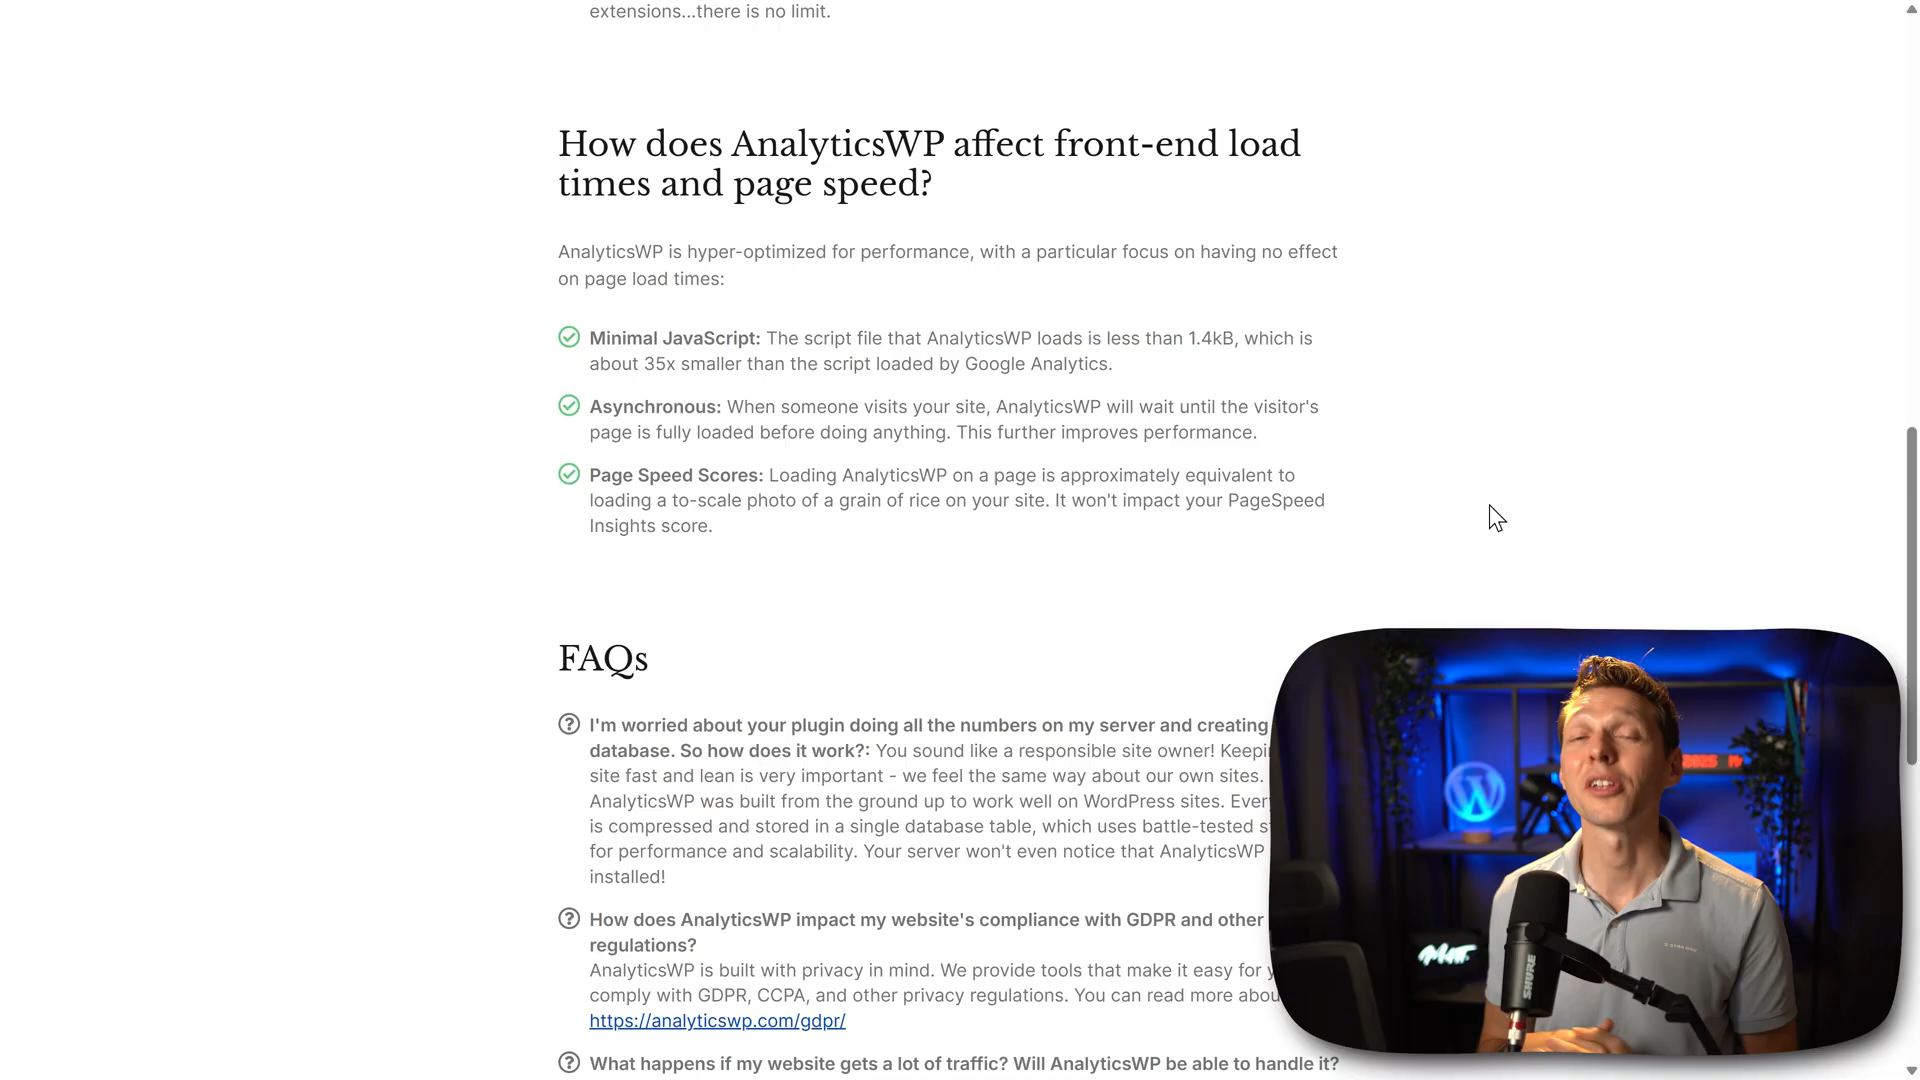 extensions...there is no limit.
How does AnalyticsWP affect front-end load
times and page speed?
AnalyticsWP is hyper-optimized for performance, with a particular focus on having no effect
on page load times:
Minimal JavaScript: The script file that AnalyticsWP loads is less than 1.4kB, which is
about 35x smaller than the script loaded by Google Analytics.
Asynchronous: When someone visits your site, AnalyticsWP will wait until the visitor's
page is fully loaded before doing anything. This further improves performance.
Page Speed Scores: Loading AnalyticsWP on a page is approximately equivalent to
loading a to-scale photo of a grain of rice on your site. It won't impact your PageSpeed
Insights score.
FAQs
I'm worried about your plugin doing all the numbers on my server and creating
database. So how does it work?: You sound like a responsible site owner!
site fast and lean is very important - we feel the same way about our own sites.
AnalyticsWP was built from the ground up to work well on WordPress sites.
is compressed and stored in a single database table, which uses battle-tested
for performance and scalability. Your server won't even notice that AnalyticsWP
installed!
How does AnalyticsWP impact my website's compliance with GDPR and other
regulations?
AnalyticsWP is built with privacy in mind. We provide tools that make it easy for
comply with GDPR, CCPA, and other privacy regulations. You can read more
https://analyticswp.com/gdpr/
What happens if my website gets a lot of traffic? Will AnalyticsWP be able to handle it?
2025
W
SHURE